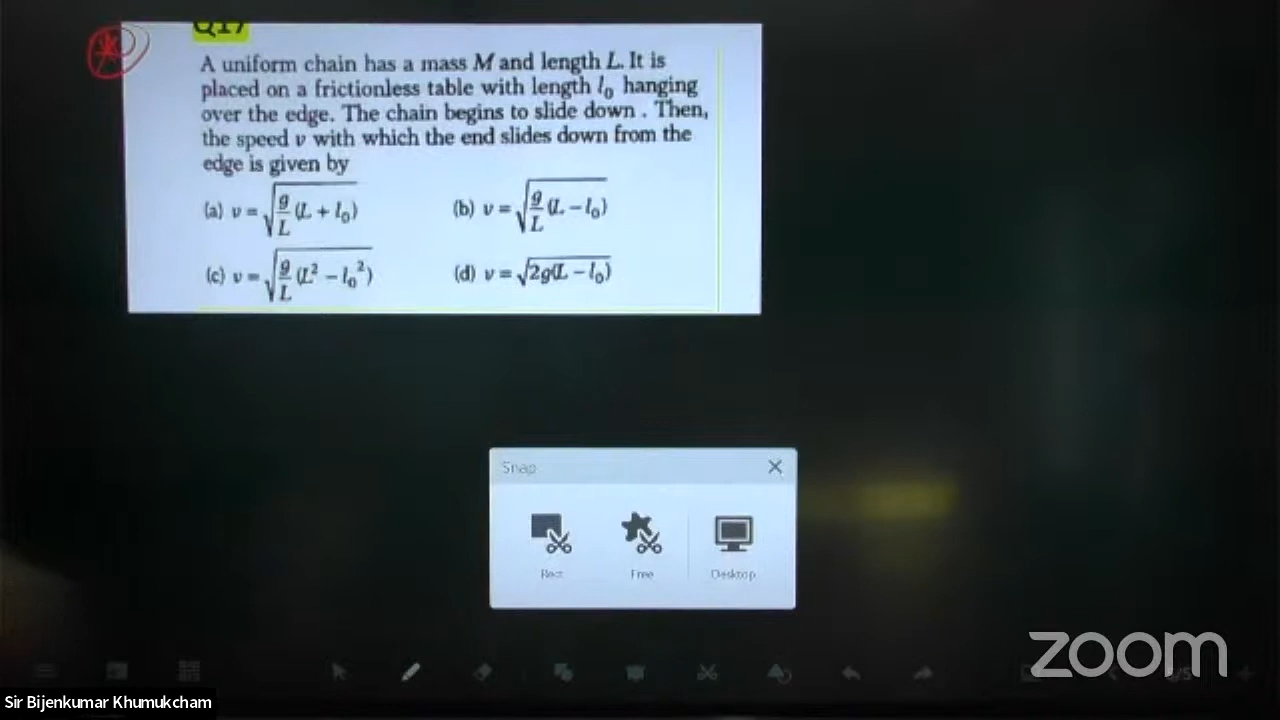 Q17
A uniform chain has a mass M and length L. It is
placed on a frictionless table with length l₀ hanging
over the edge. The chain begins to slide down . Then,
the speed v with which the end slides down from the
edge is given by
(a) v = √(g/L (L + l₀)) (b) v = √(g/L (L – l₀))
(c) v = √(g/L (L² – l₀²)) (d) v = √2g(L – l₀)
Snap
Rect Free Desktop
zoom
Sir Bijenkumar Khumukcham